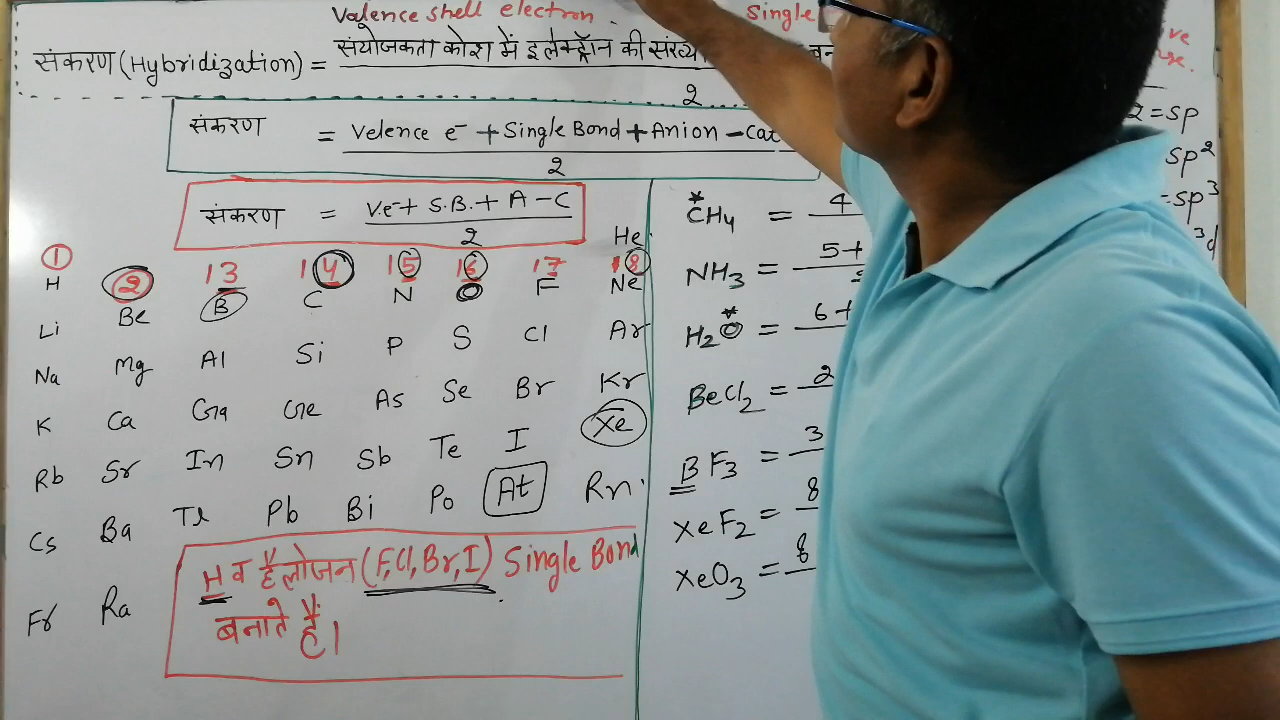 Valence shell electron Single ive
संयोजकता कोश में इलेक्ट्रॉन की संख्या
संकरण (Hybridization) =
2
संकरण = Velence e⁻ + Single Bond + Anion - Cat
2
2 = sp
sp²
= sp³
³d
संकरण = V.e⁻ + S.B. + A - C
2
He
1 2 13 14 15 16 17 18
H Be B C N O F Ne
Li Mg Al Si P S Cl Ar
Na Ca Ga Ge As Se Br Kr
K Sr In Sn Sb Te I Xe
Rb Ba Tl Pb Bi Po At Rn
Cs Ra
Fr
*CH₄ = 4
NH₃ = 5+
H₂O* = 6+
BeCl₂ = 2
BF₃ = 3
XeF₂ = 8
XeO₃ = 8
H व हैलोजन (F,Cl,Br,I) Single Bond
बनाते हैं।